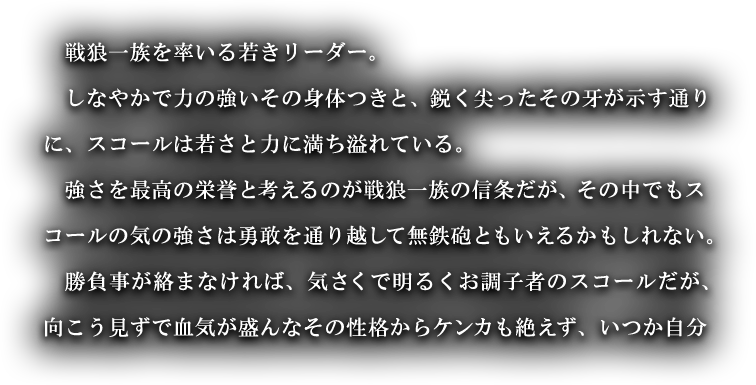 戦狼一族を率いる若きリーダー。
しなやかで力の強いその身体つきと、鋭く尖ったその牙が示す通り
に、スコールは若さと力に満ち溢れている。
強さを最高の栄誉と考えるのが戦狼一族の信条だが、その中でもス
コールの気の強さは勇敢を通り越して無鉄砲ともいえるかもしれない。
勝負事が絡まなければ、気さくで明るくお調子者のスコールだが、
向こう見ずで血気が盛んなその性格からケンカも絶えず、いつか自分